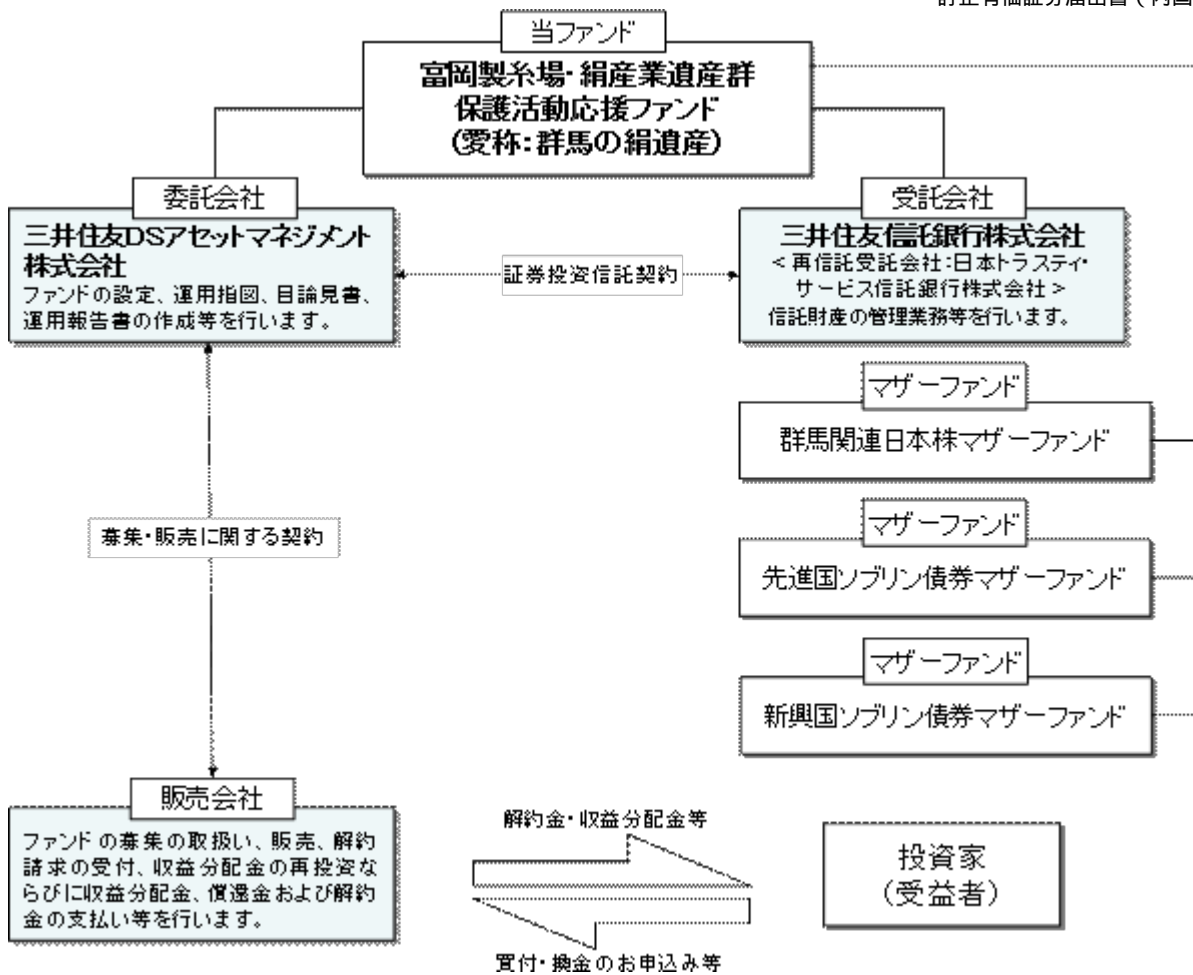 当ファンド
富岡製糸場・絹産業遺産群
保護活動応援ファンド
(愛称:群馬の絹遺産)
委託会社
三井住友DSアセットマネジメント
株式会社
ファンドの設定、運用指図、目論見書、
運用報告書の作成等を行います。
証券投資信託契約
受託会社
三井住友信託銀行株式会社
<再信託受託会社:日本トラスティ・
サービス信託銀行株式会社>
信託財産の管理業務等を行います。
マザーファンド
群馬関連日本株マザーファンド
マザーファンド
先進国ソブリン債券マザーファンド
マザーファンド
新興国ソブリン債券マザーファンド
募集・販売に関する契約
販売会社
ファンドの募集の取扱い、販売、解約
請求の受付、収益分配金の再投資な
らびに収益分配金、償還金および解約
金の支払い等を行います。
解約金・収益分配金等
買付・換金のお申込み等
投資家
(受益者)